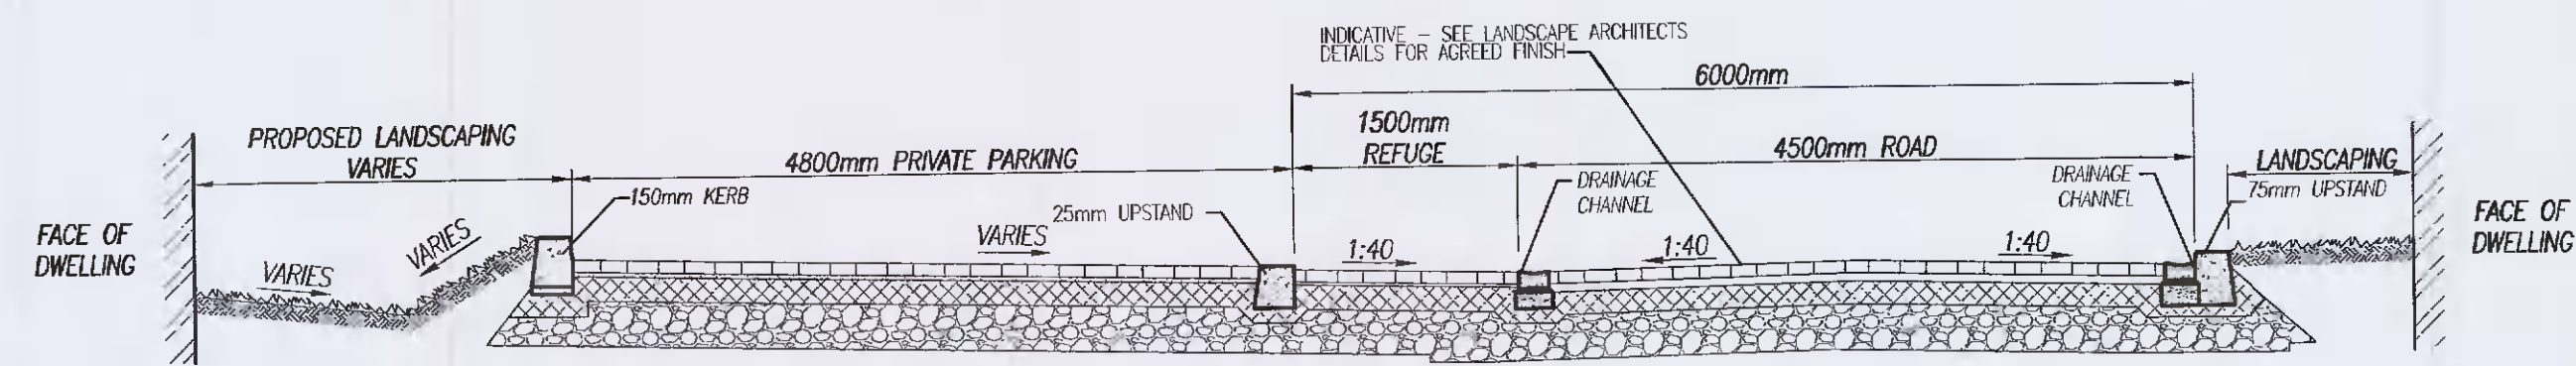 INDICATIVE – SEE LANDSCAPE ARCHITECTS
DETAILS FOR AGREED FINISH
6000mm
PROPOSED LANDSCAPING
VARIES
4800mm PRIVATE PARKING
1500mm
REFUGE
4500mm ROAD
LANDSCAPING
150mm KERB
25mm UPSTAND
DRAINAGE
CHANNEL
DRAINAGE
CHANNEL
75mm UPSTAND
FACE OF
DWELLING
VARIES
VARIES
VARIES
1:40
1:40
1:40
FACE OF
DWELLING